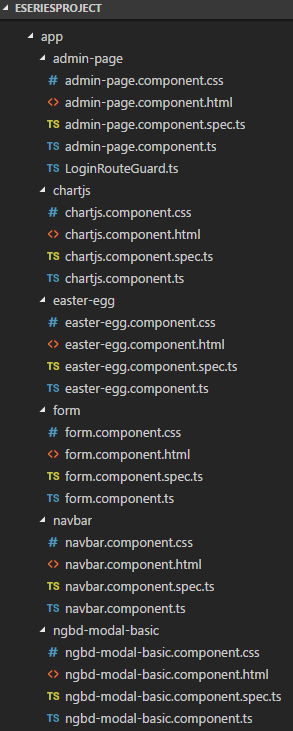 ESERIESPROJECT
app
admin-page
# admin-page.component.css
<> admin-page.component.html
TS admin-page.component.spec.ts
TS admin-page.component.ts
TS LoginRouteGuard.ts
chartjs
# chartjs.component.css
<> chartjs.component.html
TS chartjs.component.spec.ts
TS chartjs.component.ts
easter-egg
# easter-egg.component.css
<> easter-egg.component.html
TS easter-egg.component.spec.ts
TS easter-egg.component.ts
form
# form.component.css
<> form.component.html
TS form.component.spec.ts
TS form.component.ts
navbar
# navbar.component.css
<> navbar.component.html
TS navbar.component.spec.ts
TS navbar.component.ts
ngbd-modal-basic
# ngbd-modal-basic.component.css
<> ngbd-modal-basic.component.html
TS ngbd-modal-basic.component.spec.ts
TS ngbd-modal-basic.component.ts